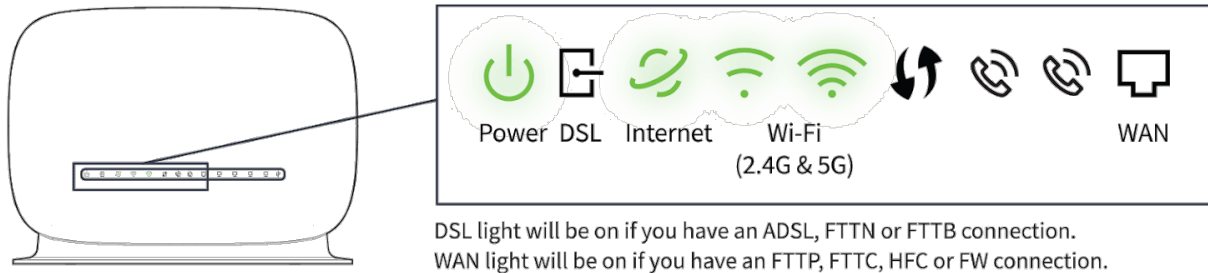 Power DSL Internet Wi-Fi WAN
(2.4G & 5G)
DSL light will be on if you have an ADSL, FTTN or FTTB connection.
WAN light will be on if you have an FTTP, FTTC, HFC or FW connection.